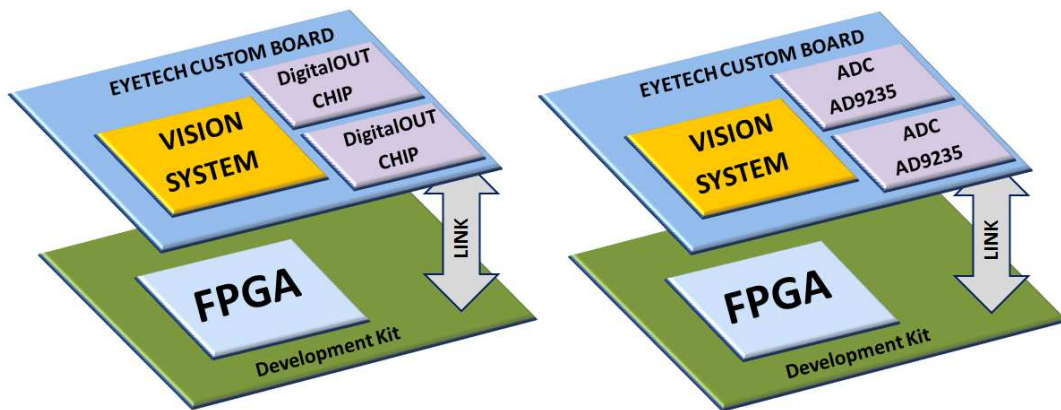 EYETECH CUSTOM BOARD
DigitalOUT
CHIP
DigitalOUT
CHIP
VISION
SYSTEM
LINK
FPGA
Development Kit
EYETECH CUSTOM BOARD
ADC
AD9235
ADC
AD9235
VISION
SYSTEM
LINK
FPGA
Development Kit